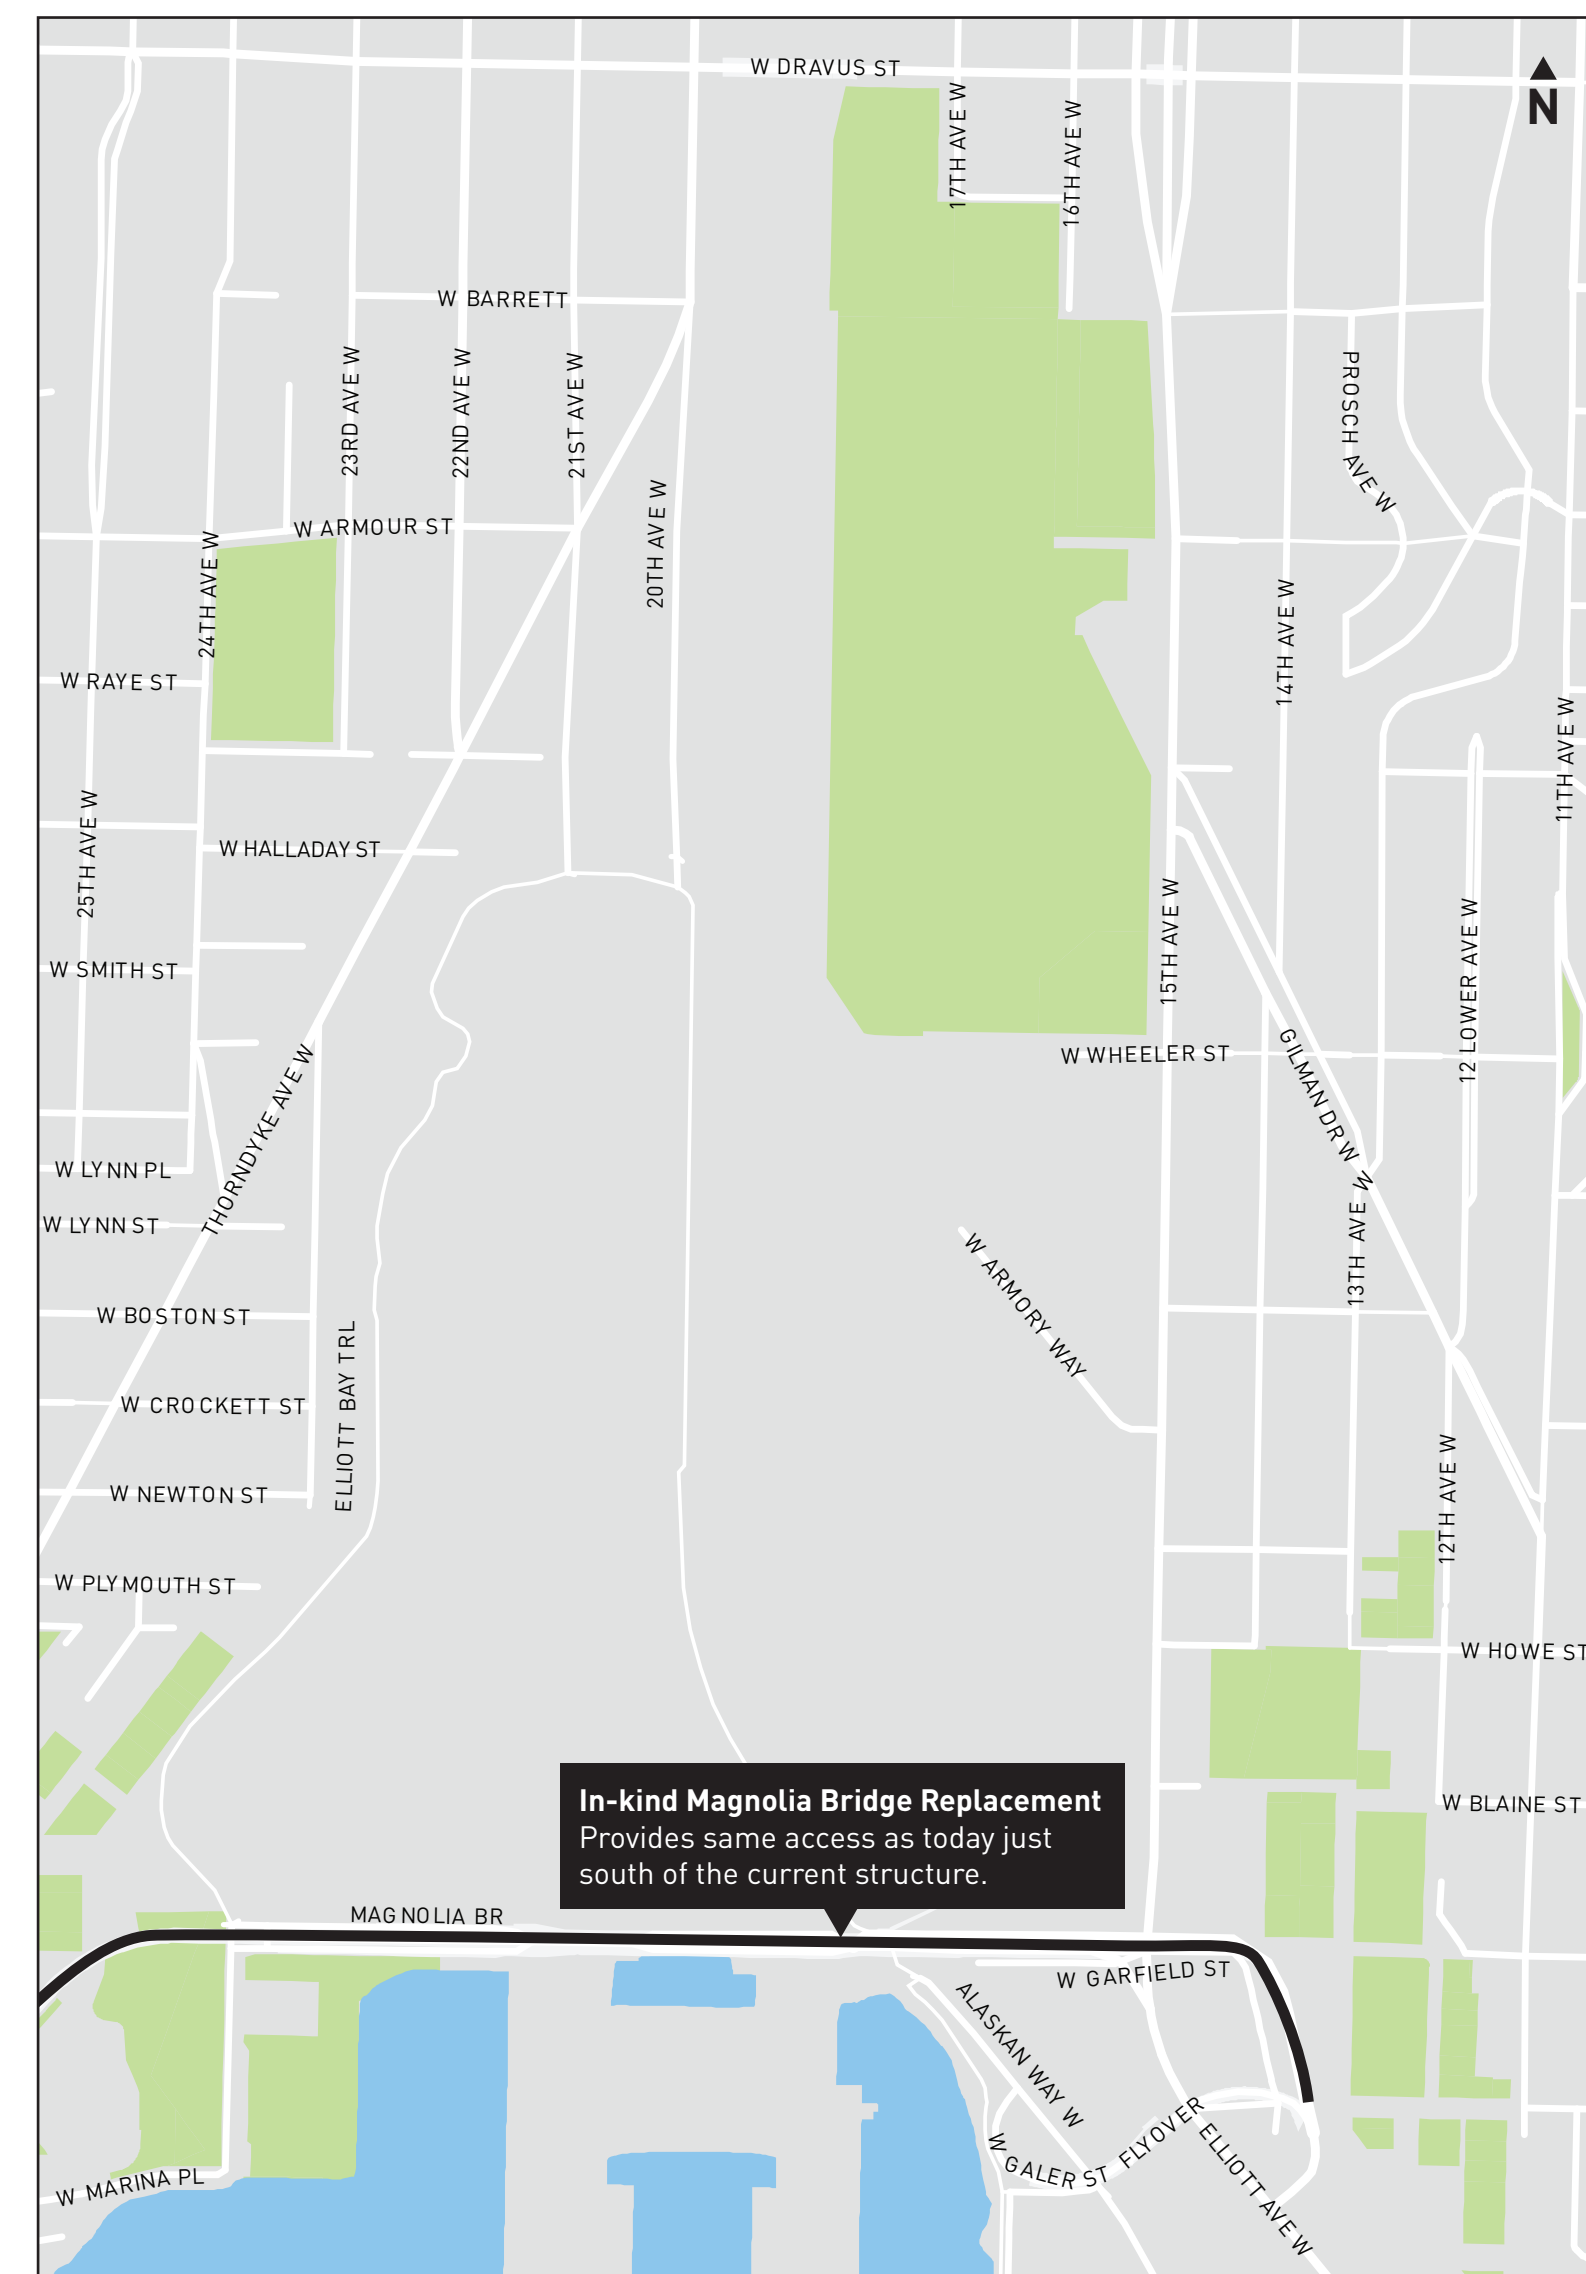 W DRAVUS ST
N
17TH AVE W
16TH AVE W
W BARRETT
23RD AVE W
22ND AVE W
21ST AVE W
PROSCH AVE W
20TH AVE W
W ARMOUR ST
24TH AVE W
14TH AVE W
W RAYE ST
11TH AVE W
25TH AVE W
W HALLADAY ST
15TH AVE W
12 LOWER AVE W
W SMITH ST
THORNDYKE AVE W
W WHEELER ST
GILMAN DR W
W LYNN PL
W LYNN ST
13TH AVE W
W ARMORY WAY
W BOSTON ST
ELLIOTT BAY TRL
W CROCKETT ST
W NEWTON ST
12TH AVE W
W PLYMOUTH ST
W HOWE ST
In-kind Magnolia Bridge Replacement
Provides same access as today just
south of the current structure.
W BLAINE ST
MAGNOLIA BR
W GARFIELD ST
ALASKAN WAY W
W GALER ST FLYOVER
ELLIOTT AVE W
W MARINA PL